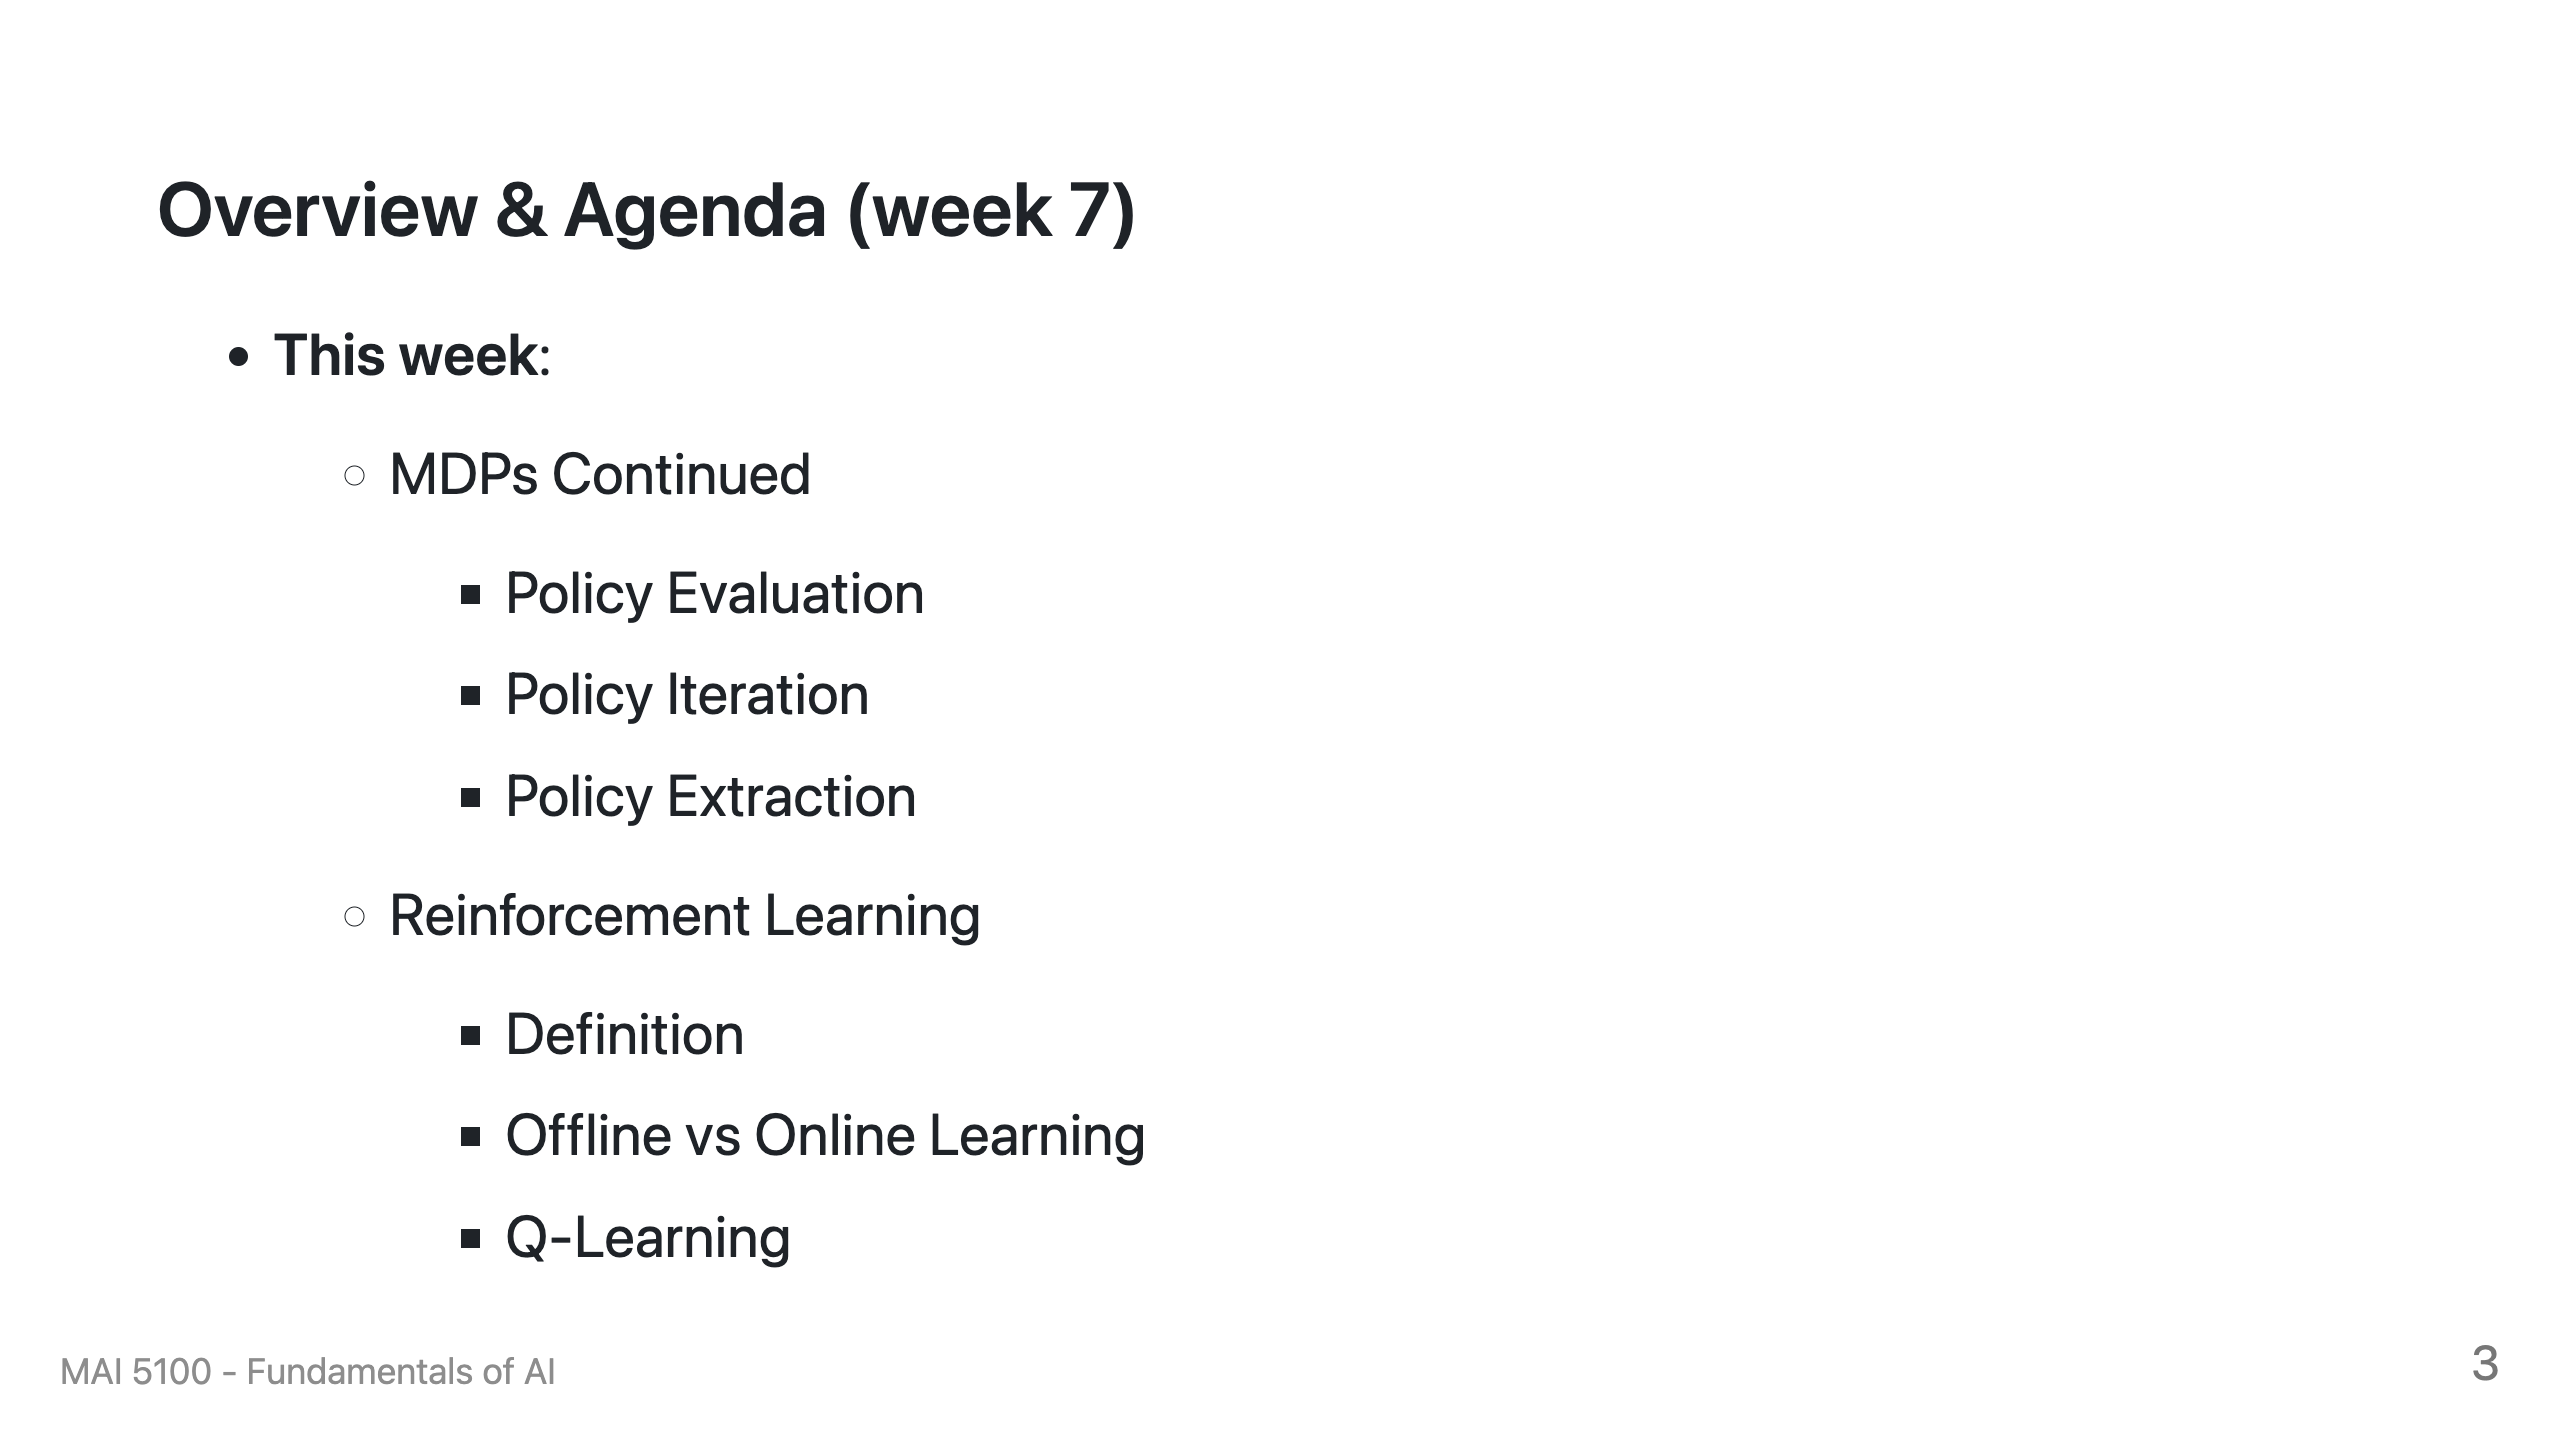 Overview & Agenda (week 7)
This week:
MDPs Continued
Policy Evaluation
Policy Iteration
Policy Extraction
Reinforcement Learning
Definition
Offline vs Online Learning
Q-Learning
MAI 5100 - Fundamentals of AI
3